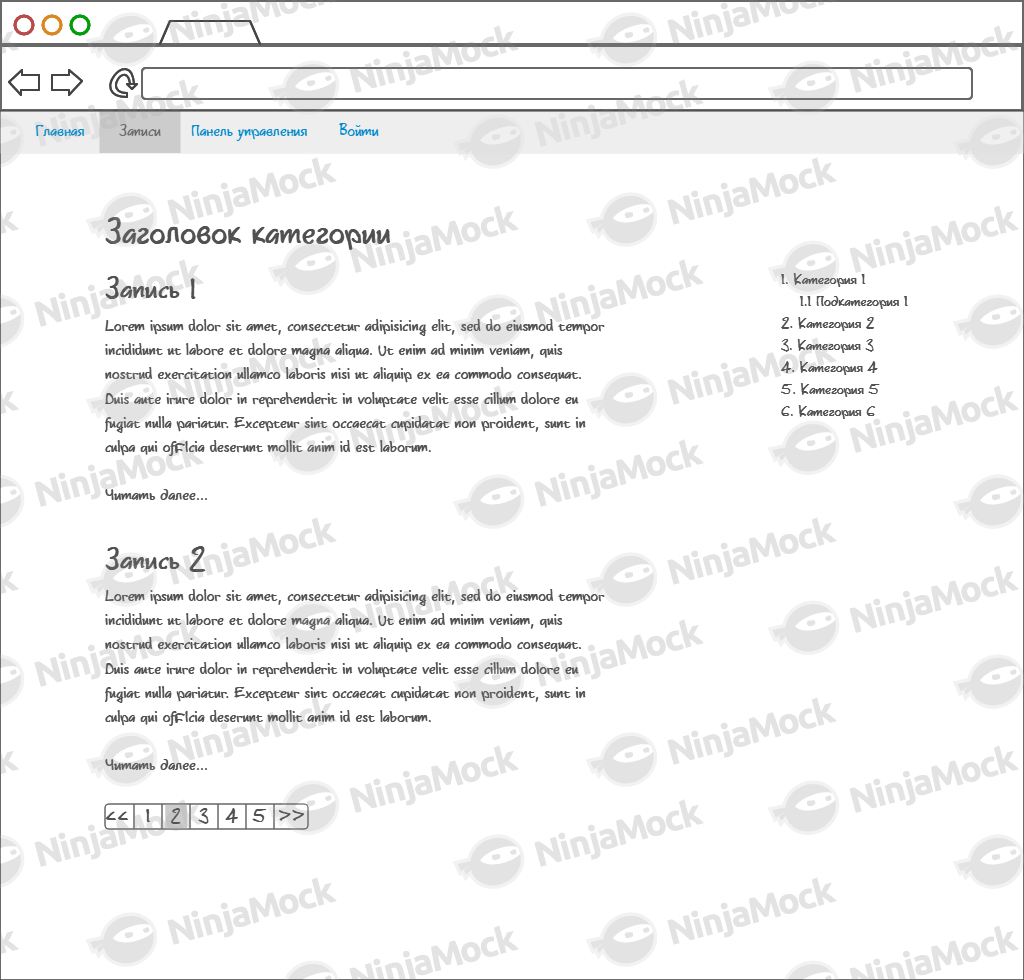 Главная Записи Панель управления Войти
Заголовок категории
Запись 1
Lorem ipsum dolor sit amet, consectetur adipisicing elit, sed do eiusmod tempor
incididunt ut labore et dolore magna aliqua. Ut enim ad minim veniam, quis
nostrud exercitation ullamco laboris nisi ut aliquip ex ea commodo consequat.
Duis aute irure dolor in reprehenderit in voluptate velit esse cillum dolore eu
fugiat nulla pariatur. Excepteur sint occaecat cupidatat non proident, sunt in
culpa qui officia deserunt mollit anim id est laborum.
Читать далее...
Запись 2
Lorem ipsum dolor sit amet, consectetur adipisicing elit, sed do eiusmod tempor
incididunt ut labore et dolore magna aliqua. Ut enim ad minim veniam, quis
nostrud exercitation ullamco laboris nisi ut aliquip ex ea commodo consequat.
Duis aute irure dolor in reprehenderit in voluptate velit esse cillum dolore eu
fugiat nulla pariatur. Excepteur sint occaecat cupidatat non proident, sunt in
culpa qui officia deserunt mollit anim id est laborum.
Читать далее...
<< 1 2 3 4 5 >>
1. Категория 1
1.1 Подкатегория 1
2. Категория 2
3. Категория 3
4. Категория 4
5. Категория 5
6. Категория 6
NinjaMock